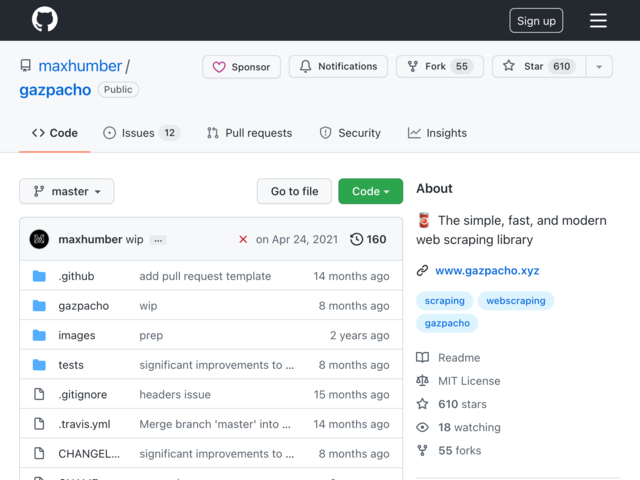 Sign up
maxhumber /
gazpacho Public
Sponsor
Notifications
Fork 55
Star 610
Code
Issues 12
Pull requests
Security
Insights
master
Go to file
Code
maxhumber wip ... on Apr 24, 2021 160
.github add pull request template 14 months ago
gazpacho wip 8 months ago
images prep 2 years ago
tests significant improvements to ... 8 months ago
.gitignore headers issue 15 months ago
.travis.yml Merge branch 'master' into ... 14 months ago
CHANGEL... significant improvements to ... 8 months ago
About
The simple, fast, and modern
web scraping library
www.gazpacho.xyz
scraping webscraping
gazpacho
Readme
MIT License
610 stars
18 watching
55 forks